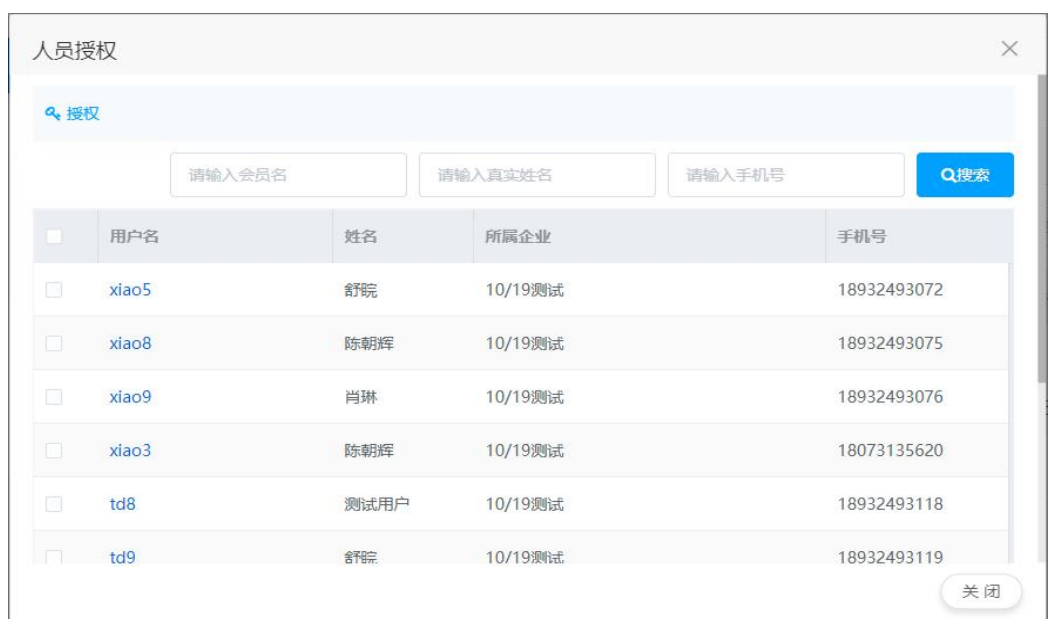 人员授权
授权
请输入会员名 请输入真实姓名 请输入手机号 搜索
用户名 姓名 所属企业 手机号
xiao5 舒晥 10/19测试 18932493072
xiao8 陈朝辉 10/19测试 18932493075
xiao9 肖琳 10/19测试 18932493076
xiao3 陈朝辉 10/19测试 18073135620
td8 测试用户 10/19测试 18932493118
td9 舒晥 10/19测试 18932493119
关闭